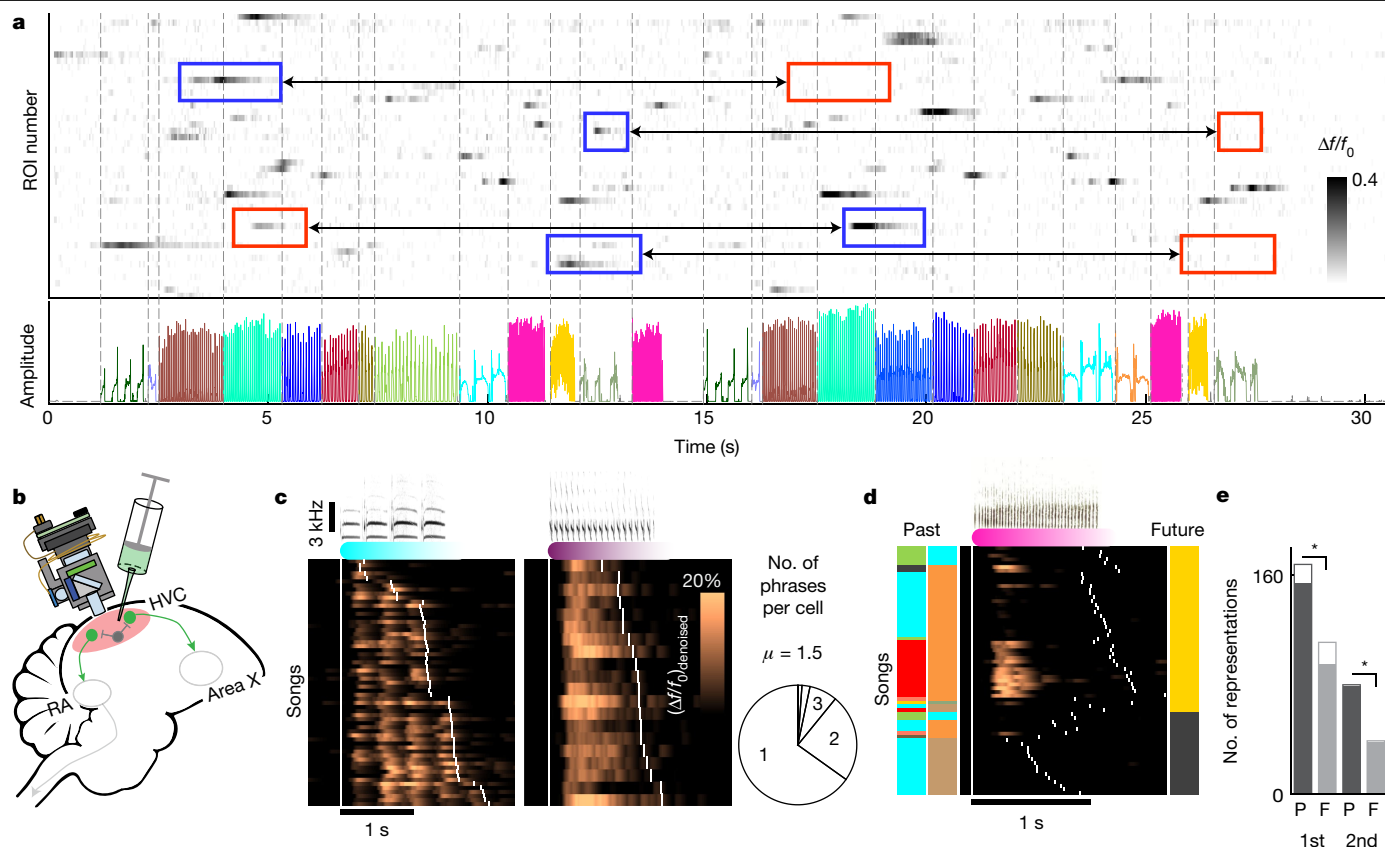 a
ROI number
Δf/f0
0.4
Amplitude
0 5 10 15 20 25 30
Time (s)
b
HVC
Area X
RA
c
3 kHz
Songs
20%
(Δf/f0)denoised
1 s
No. of
phrases
per cell
μ = 1.5
1
2
3
d
Past
Future
Songs
1 s
e
*
*
No. of representations
160
0
P F P F
1st 2nd